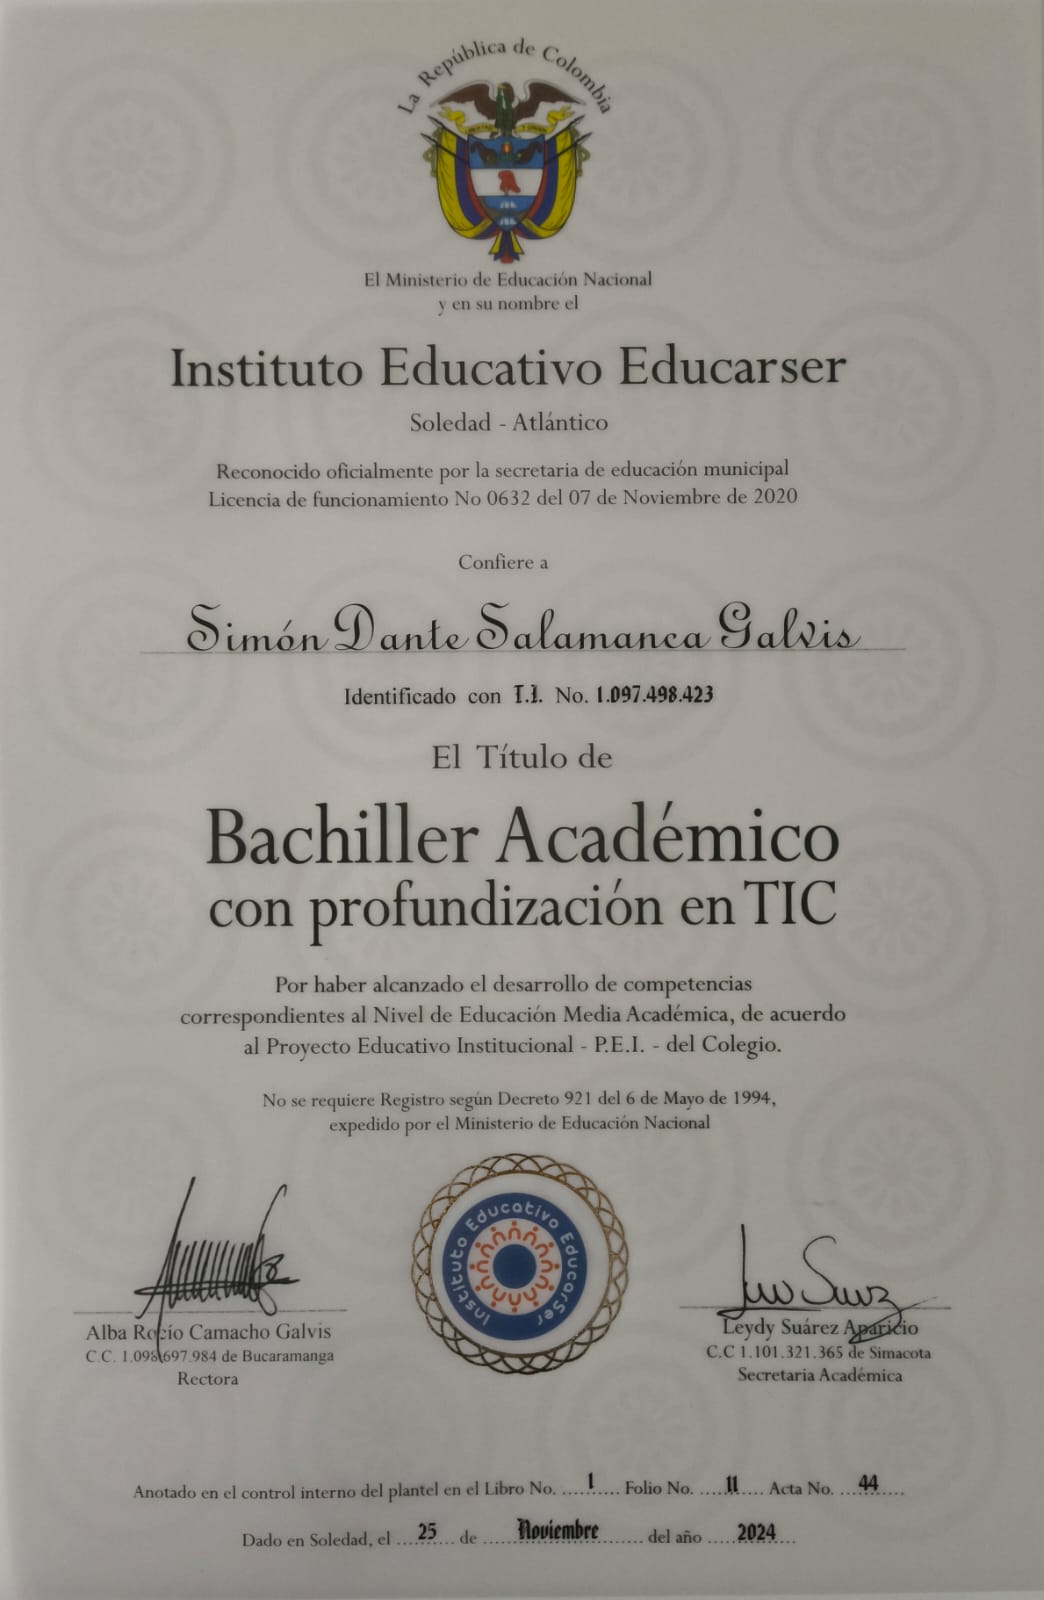 La República de Colombia
El Ministerio de Educación Nacional
y en su nombre el
Instituto Educativo Educarser
Soledad - Atlántico
Reconocido oficialmente por la secretaria de educación municipal
Licencia de funcionamiento No 0632 del 07 de Noviembre de 2020
Confiere a
Simón Dante Salamanca Galvis
Identificado con T.I. No. 1.097.498.423
El Título de
Bachiller Académico
con profundización en TIC
Por haber alcanzado el desarrollo de competencias
correspondientes al Nivel de Educación Media Académica, de acuerdo
al Proyecto Educativo Institucional - P.E.I. - del Colegio.
No se requiere Registro según Decreto 921 del 6 de Mayo de 1994,
expedido por el Ministerio de Educación Nacional
Instituto Educativo EducarSer
Alba Rocío Camacho Galvis
C.C. 1.098.697.984 de Bucaramanga
Rectora
Leydy Suárez Aparicio
C.C 1.101.321.365 de Simacota
Secretaria Académica
Anotado en el control interno del plantel en el Libro No. ....1.... Folio No. ....11.... Acta No. ...44....
Dado en Soledad, el ...25... de ......Noviembre....... del año .....2024...